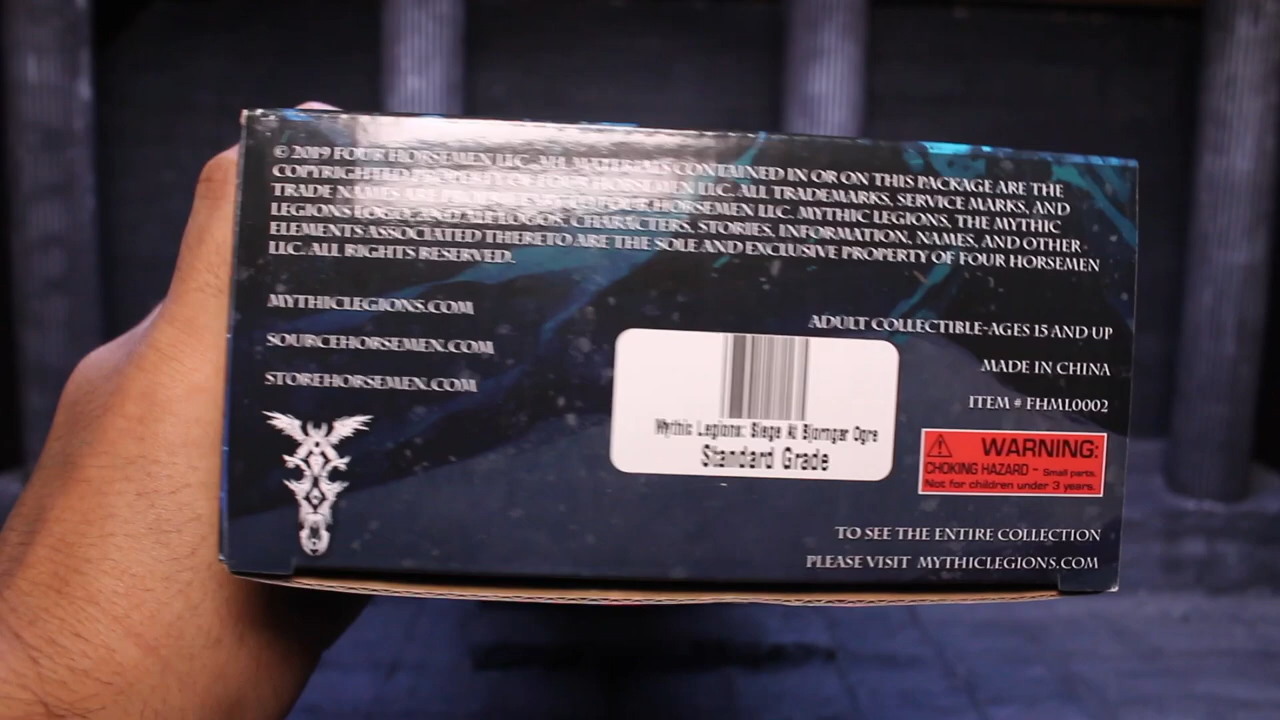 © 2019 FOUR HORSEMEN LLC. ALL MATERIALS CONTAINED IN OR ON THIS PACKAGE ARE THE
COPYRIGHTED PROPERTY OF FOUR HORSEMEN LLC. ALL TRADEMARKS, SERVICE MARKS, AND
TRADE NAMES ARE PROPRIETARY TO FOUR HORSEMEN LLC. MYTHIC LEGIONS, THE MYTHIC
LEGIONS LOGO, AND ALL LOGOS, CHARACTERS, STORIES, INFORMATION, NAMES, AND OTHER
ELEMENTS ASSOCIATED THERETO ARE THE SOLE AND EXCLUSIVE PROPERTY OF FOUR HORSEMEN
LLC. ALL RIGHTS RESERVED.
MYTHICLEGIONS.COM
SOURCEHORSEMEN.COM
STOREHORSEMEN.COM
Mythic Legions: Siege At Bjorngar Ogre
Standard Grade
ADULT COLLECTIBLE-AGES 15 AND UP
MADE IN CHINA
ITEM # FHML0002
WARNING:
CHOKING HAZARD - Small parts.
Not for children under 3 years.
TO SEE THE ENTIRE COLLECTION
PLEASE VISIT MYTHICLEGIONS.COM